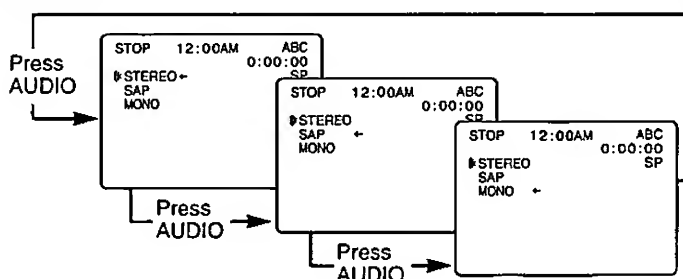 Press
AUDIO
STOP 12:00AM ABC
0:00:00
STEREO← SP
SAP
MONO
Press
AUDIO
STOP 12:00AM ABC
0:00:00
STEREO SP
SAP ←
MONO
Press
AUDIO
STOP 12:00AM ABC
0:00:00
STEREO SP
SAP
MONO ←